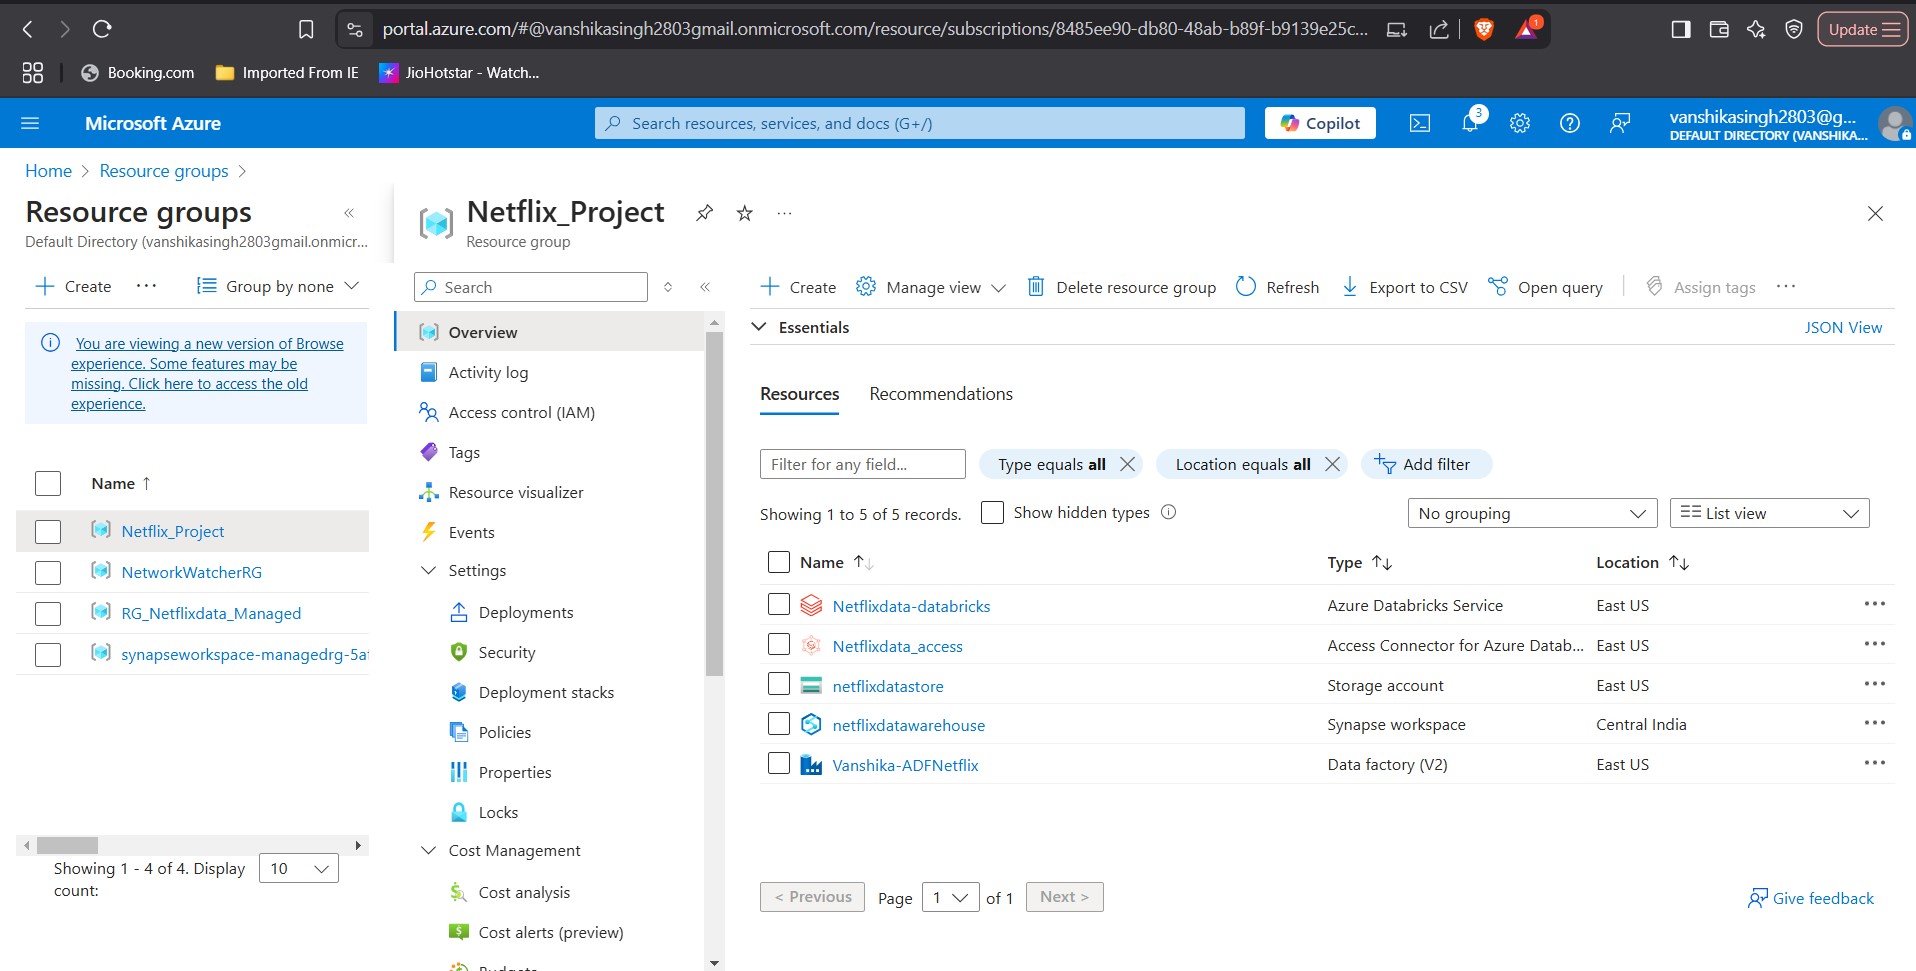 portal.azure.com/#@vanshikasingh2803gmail.onmicrosoft.com/resource/subscriptions/8485ee90-db80-48ab-b89f-b9139e25c...
1
Update
Booking.com
Imported From IE
JioHotstar - Watch...
Microsoft Azure
Search resources, services, and docs (G+/)
Copilot
3
vanshikasingh2803@g...
DEFAULT DIRECTORY (VANSHIKA...
Home > Resource groups >
Resource groups
Default Directory (vanshikasingh2803gmail.onmicr...
Create
Group by none
You are viewing a new version of Browse
experience. Some features may be
missing. Click here to access the old
experience.
Name ↑
Netflix_Project
NetworkWatcherRG
RG_Netflixdata_Managed
synapseworkspace-managedrg-5a
Showing 1 - 4 of 4. Display
count:
10
Netflix_Project
Resource group
Search
Overview
Activity log
Access control (IAM)
Tags
Resource visualizer
Events
Settings
Deployments
Security
Deployment stacks
Policies
Properties
Locks
Cost Management
Cost analysis
Cost alerts (preview)
Budgets
Create
Manage view
Delete resource group
Refresh
Export to CSV
Open query
Assign tags
Essentials
JSON View
Resources
Recommendations
Filter for any field...
Type equals all
Location equals all
Add filter
Showing 1 to 5 of 5 records.
Show hidden types
No grouping
List view
Name ↑↓ Type ↑↓ Location ↑↓
Netflixdata-databricks Azure Databricks Service East US
Netflixdata_access Access Connector for Azure Datab... East US
netflixdatastore Storage account East US
netflixdatawarehouse Synapse workspace Central India
Vanshika-ADFNetflix Data factory (V2) East US
< Previous
Page 1 of 1
Next >
Give feedback